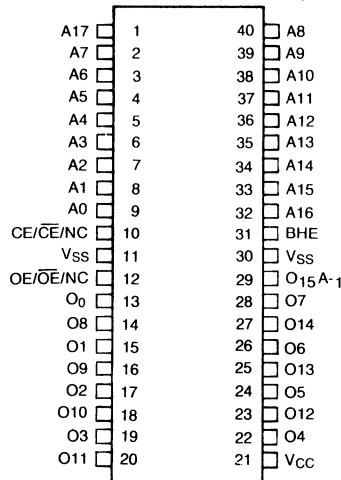 A17 1 40 A8
A7 2 39 A9
A6 3 38 A10
A5 4 37 A11
A4 5 36 A12
A3 6 35 A13
A2 7 34 A14
A1 8 33 A15
A0 9 32 A16
CE/C̅E̅/NC 10 31 BHE
VSS 11 30 VSS
OE/O̅E̅/NC 12 29 O15A-1
O0 13 28 O7
O8 14 27 O14
O1 15 26 O6
O9 16 25 O13
O2 17 24 O5
O10 18 23 O12
O3 19 22 O4
O11 20 21 VCC